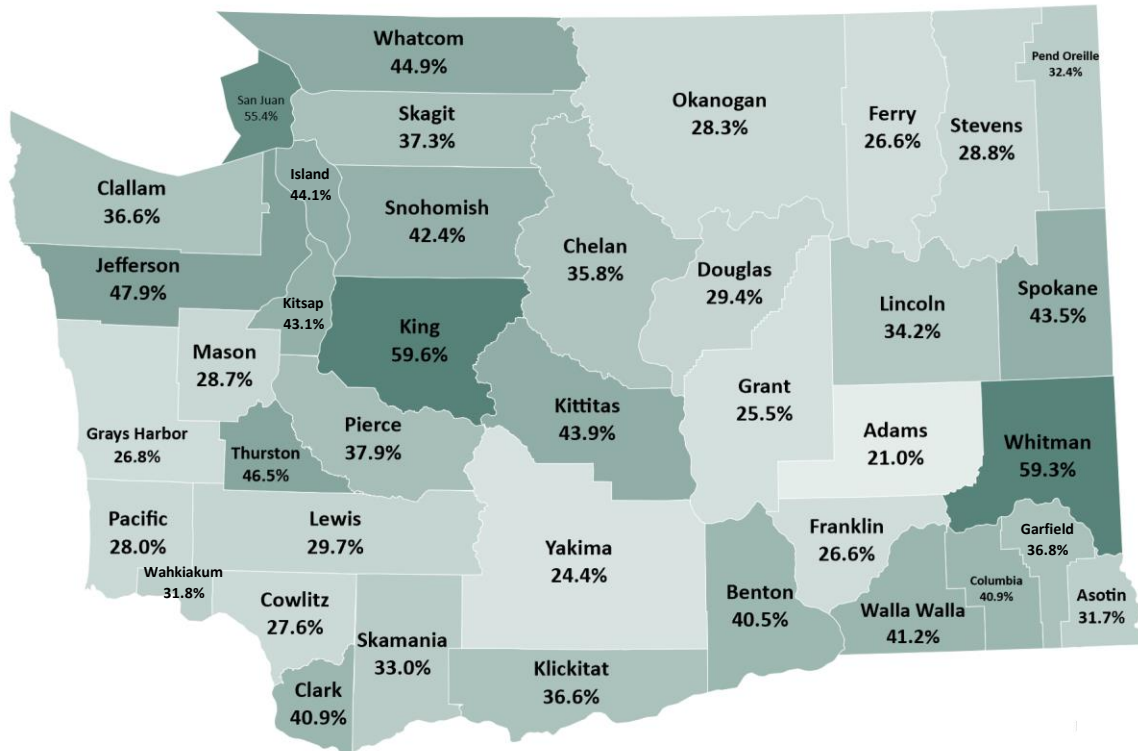 Whatcom
44.9%
Pend Oreille
32.4%
San Juan
55.4%
Skagit
37.3%
Okanogan
28.3%
Ferry
26.6%
Stevens
28.8%
Clallam
36.6%
Island
44.1%
Snohomish
42.4%
Chelan
35.8%
Douglas
29.4%
Jefferson
47.9%
Kitsap
43.1%
King
59.6%
Lincoln
34.2%
Spokane
43.5%
Mason
28.7%
Grant
25.5%
Kittitas
43.9%
Pierce
37.9%
Grays Harbor
26.8%
Thurston
46.5%
Adams
21.0%
Whitman
59.3%
Pacific
28.0%
Lewis
29.7%
Yakima
24.4%
Franklin
26.6%
Garfield
36.8%
Wahkiakum
31.8%
Cowlitz
27.6%
Skamania
33.0%
Benton
40.5%
Walla Walla
41.2%
Columbia
40.9%
Asotin
31.7%
Klickitat
36.6%
Clark
40.9%